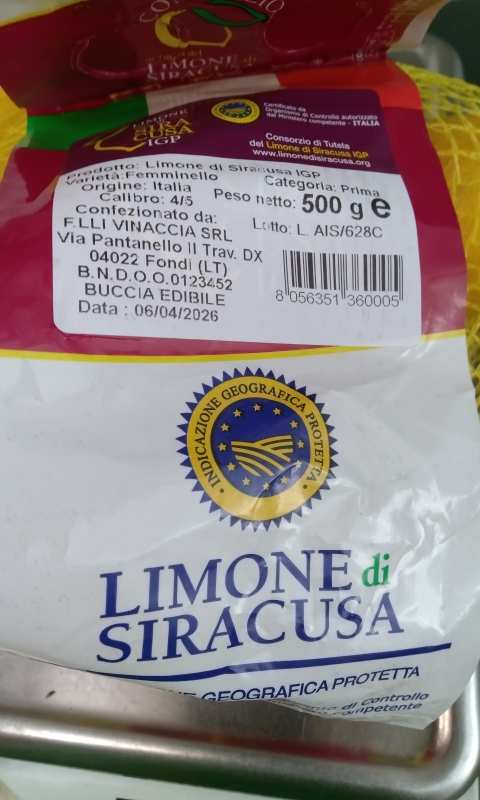 LIMONE di
SIRACUSA
LIMONE
SIRACUSA
IGP
Certificato da
Organismo di Controllo autorizzato
dal Ministero competente - ITALIA
Consorzio di Tutela
del Limone di Siracusa IGP
www.limonedisiracusa.org
Prodotto: Limone di Siracusa IGP
Varietà:Femminello Categoria: Prima
Origine: Italia
Calibro: 4/5 Peso netto: 500 g e
Confezionato da:
F.LLI VINACCIA SRL Lotto: L. AIS/628C
Via Pantanello II Trav. DX
04022 Fondi (LT)
B.N.D.O.O.0123452
BUCCIA EDIBILE
Data : 06/04/2026
8 056351 360005
INDICAZIONE GEOGRAFICA PROTETTA
LIMONE di
SIRACUSA
GEOGRAFICA PROTETTA
di controllo
competente